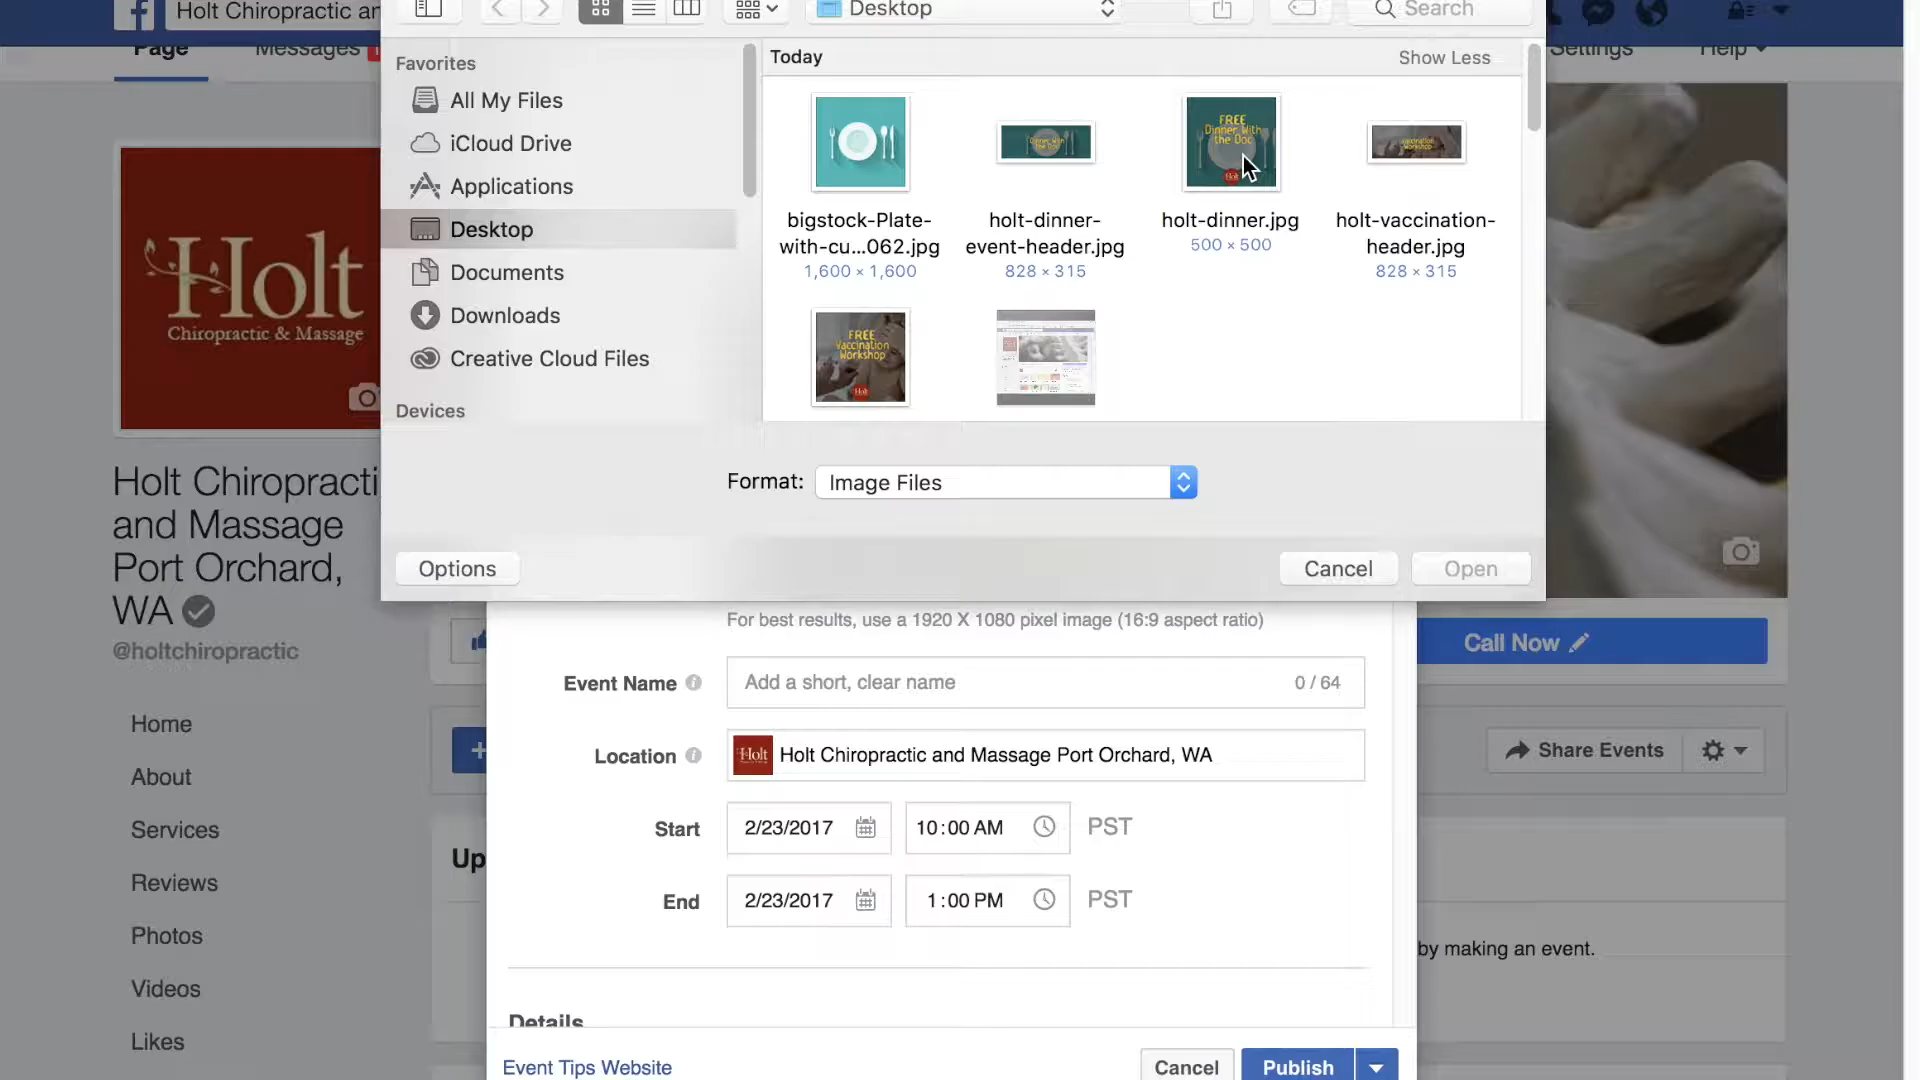 Holt Chiropractic an
Desktop
Search
Page
Messages
Settings
Help
Favorites
All My Files
iCloud Drive
Applications
Desktop
Documents
Downloads
Creative Cloud Files
Devices
Today
Show Less
FREE
Dinner With
the Doc
Holt
bigstock-Plate-
with-cu...062.jpg
1,600 × 1,600
holt-dinner-
event-header.jpg
828 × 315
holt-dinner.jpg
500 × 500
holt-vaccination-
header.jpg
828 × 315
FREE
Vaccination
Workshop
Holt
Format:
Image Files
Options
Cancel
Open
Holt
Chiropractic & Massage
Holt Chiropracti
and Massage
Port Orchard,
WA
@holtchiropractic
Home
About
Services
Reviews
Photos
Videos
Likes
For best results, use a 1920 X 1080 pixel image (16:9 aspect ratio)
Event Name
Add a short, clear name
0 / 64
Location
Holt
Holt Chiropractic and Massage Port Orchard, WA
Start
2/23/2017
10:00 AM
PST
End
2/23/2017
1:00 PM
PST
Details
Event Tips Website
Cancel
Publish
Call Now
Share Events
Up
by making an event.